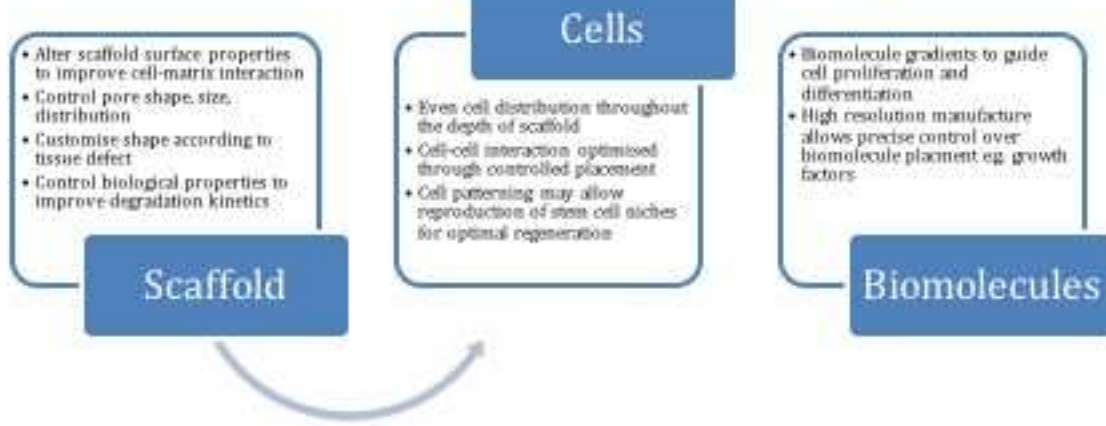 • Alter scaffold surface properties
to improve cell-matrix interaction
• Control pore shape, size,
distribution
• Customise shape according to
tissue defect
• Control biological properties to
improve degradation kinetics
Scaffold
Cells
• Even cell distribution throughout
the depth of scaffold
• Cell-cell interaction optimised
through controlled placement
• Cell patterning may allow
reproduction of stem cell niches
for optimal regeneration
• Biomolecule gradients to guide
cell proliferation and
differentiation
• High resolution manufacture
allows precise control over
biomolecule placment eg. growth
factors
Biomolecules